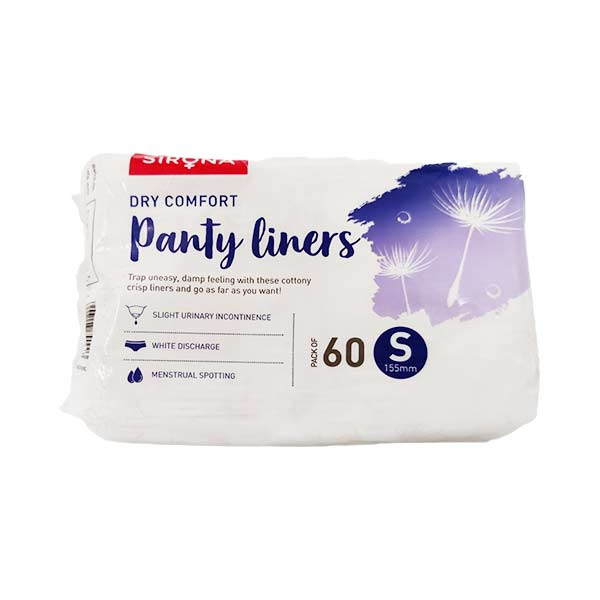 SIRONA
DRY COMFORT
Panty liners
Trap uneasy, damp feeling with these cottony
crisp liners and go as far as you want!
SLIGHT URINARY INCONTINENCE
WHITE DISCHARGE
MENSTRUAL SPOTTING
PACK OF
60
S
155mm